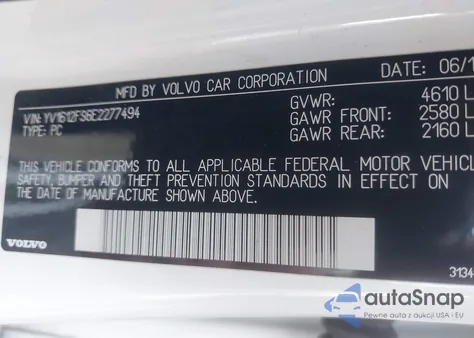 MFD BY VOLVO CAR CORPORATION DATE: 06/1
VIN: YV1612FS6E2277494 GVWR: 4610 L
TYPE: PC GAWR FRONT: 2580 L
GAWR REAR: 2160 L
THIS VEHICLE CONFORMS TO ALL APPLICABLE FEDERAL MOTOR VEHICL
SAFETY, BUMPER AND THEFT PREVENTION STANDARDS IN EFFECT ON
THE DATE OF MANUFACTURE SHOWN ABOVE.
VOLVO
3134
autoSnap
Pewne auta z aukcji USA i EU